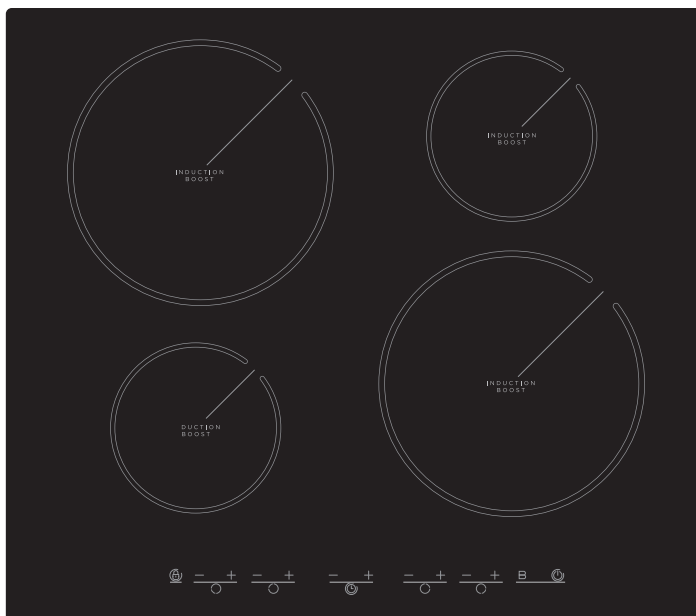 INDUCTION
BOOST
INDUCTION
BOOST
INDUCTION
BOOST
DUCTION
BOOST
- + - + - + - + - + B